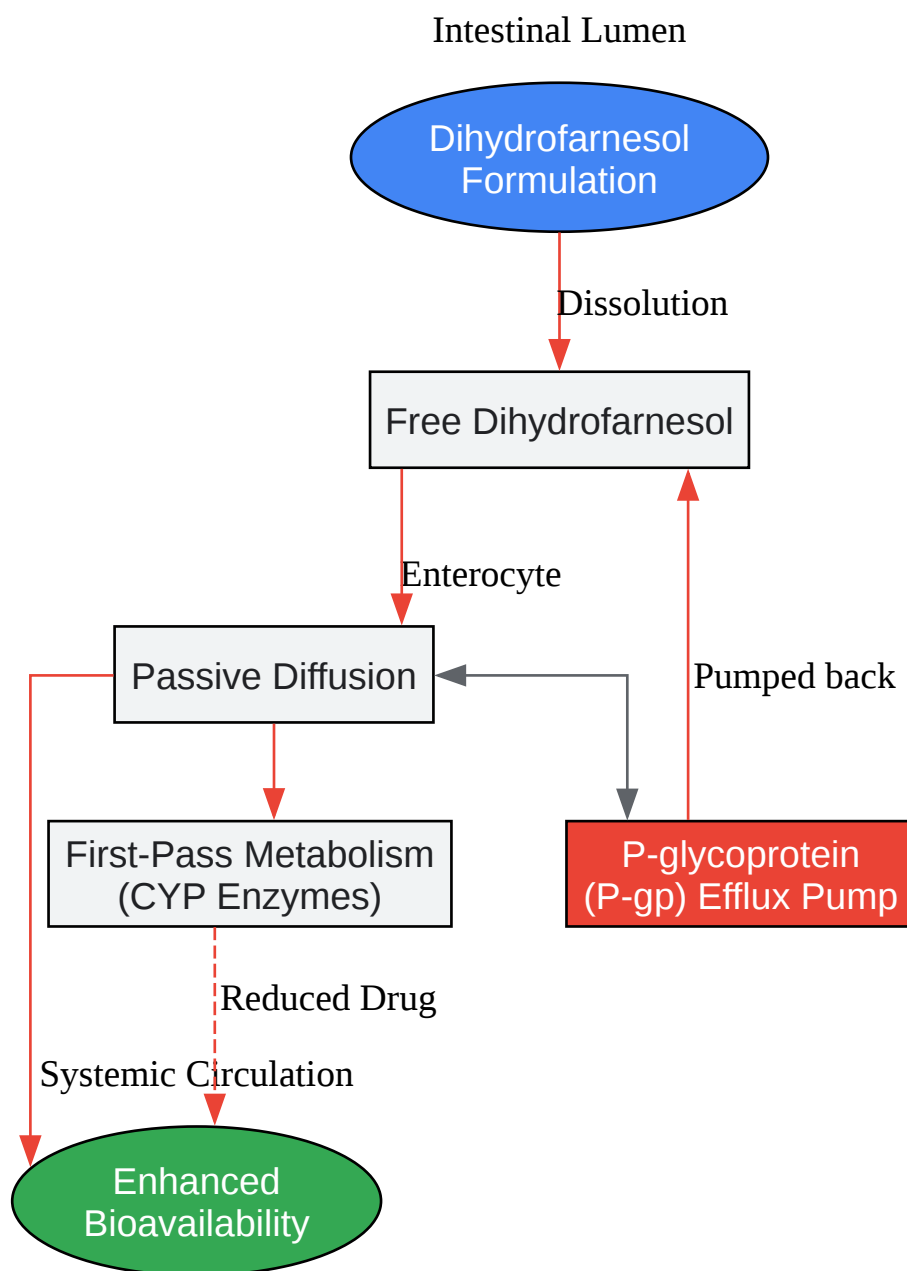 Intestinal Lumen
Dihydrofarnesol
Formulation
Dissolution
Free Dihydrofarnesol
Enterocyte
Passive Diffusion
Pumped back
First-Pass Metabolism
(CYP Enzymes)
P-glycoprotein
(P-gp) Efflux Pump
Reduced Drug
Systemic Circulation
Enhanced
Bioavailability